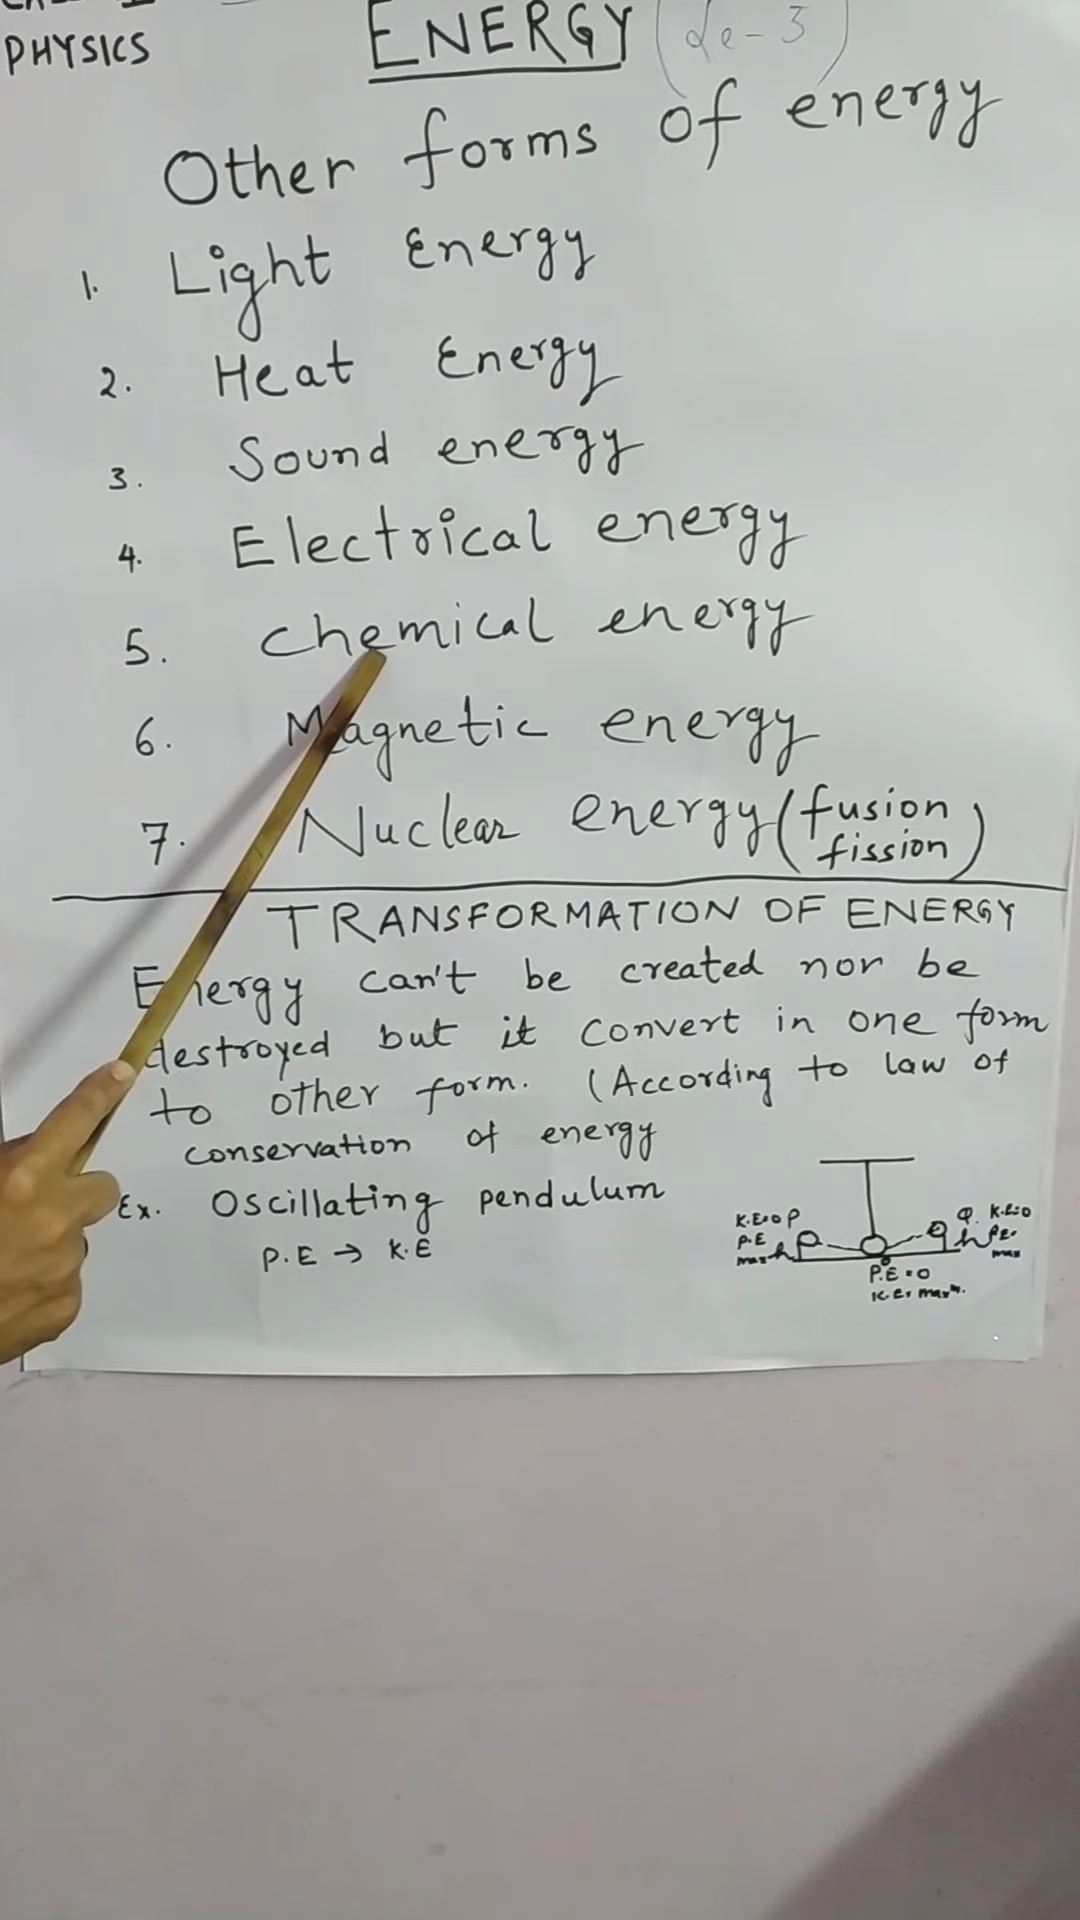 PHYSICS
ENERGY (Le-3)
Other forms of energy
1. Light Energy
2. Heat Energy
3. Sound energy
4. Electrical energy
5. Chemical energy
6. Magnetic energy
7. Nuclear energy (fusion
fission)
TRANSFORMATION OF ENERGY
Energy can't be created nor be
destroyed but it convert in one form
to other form. (According to law of
conservation of energy
Ex. Oscillating pendulum
P.E → K.E
K.E=0 P
P.E
max h
Q. K.E=0
h P.E.
max
P.E=0
K.E. maxm.